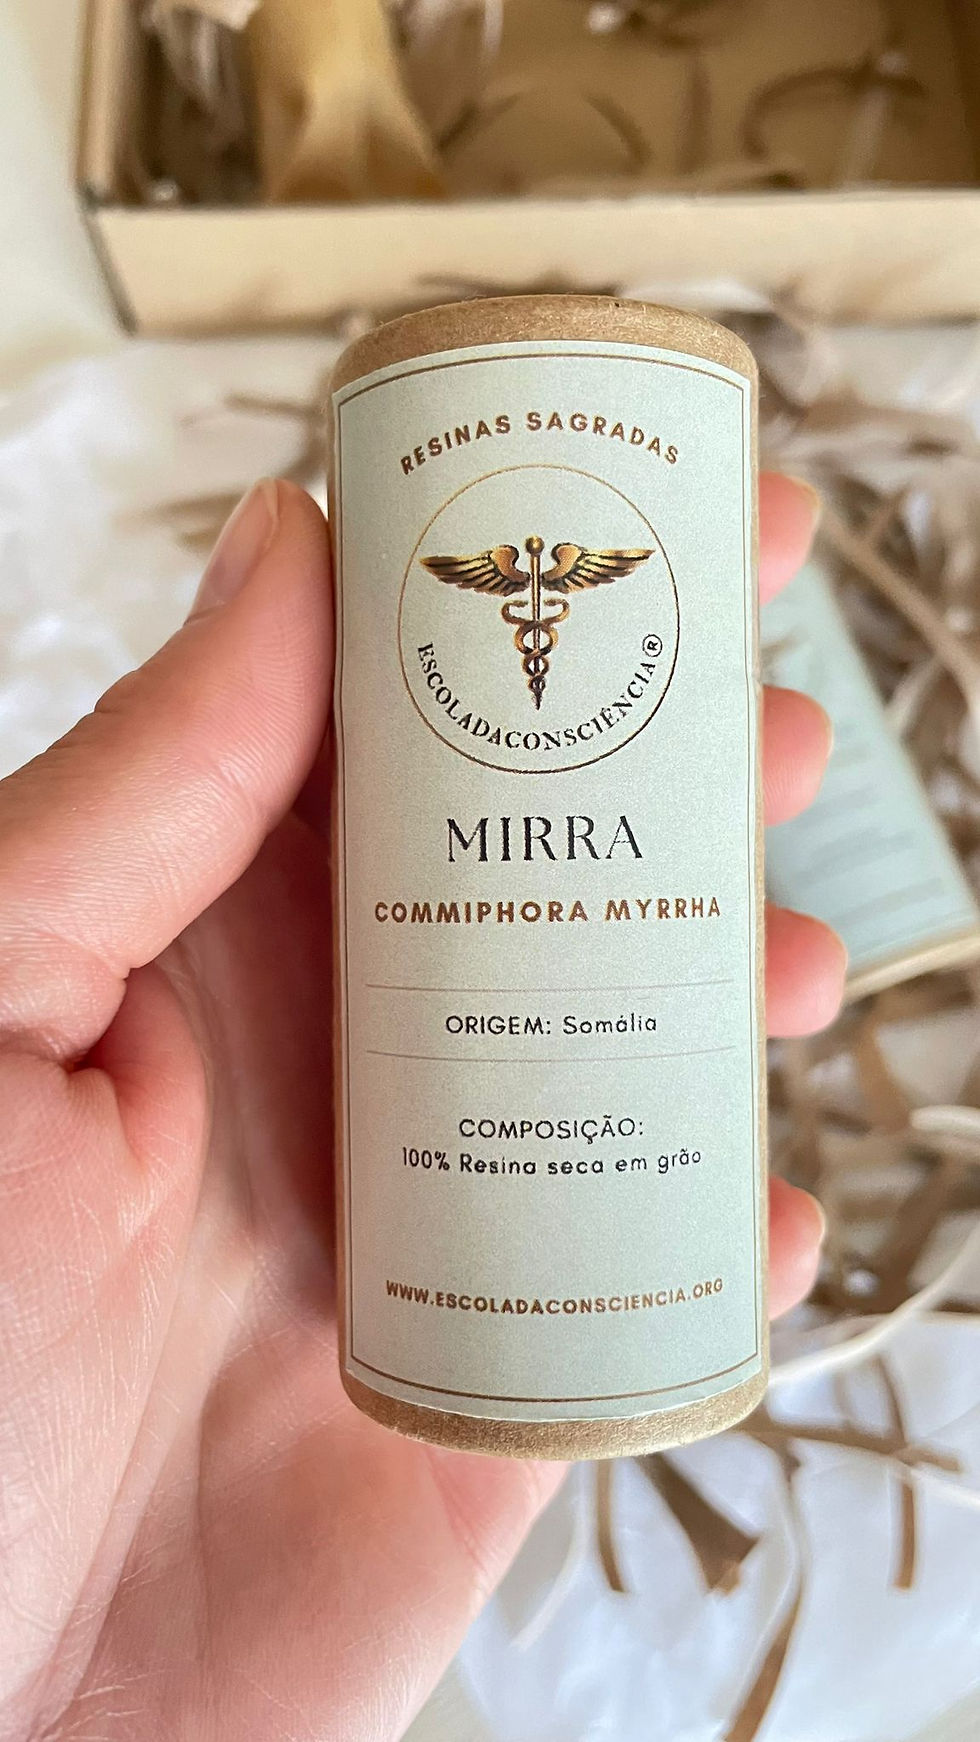 RESINAS SAGRADAS
ESCOLADACONSCIÊNCIA®
MIRRA
COMMIPHORA MYRRHA
ORIGEM: Somália
COMPOSIÇÃO:
100% Resina seca em grão
WWW.ESCOLADACONSCIENCIA.ORG